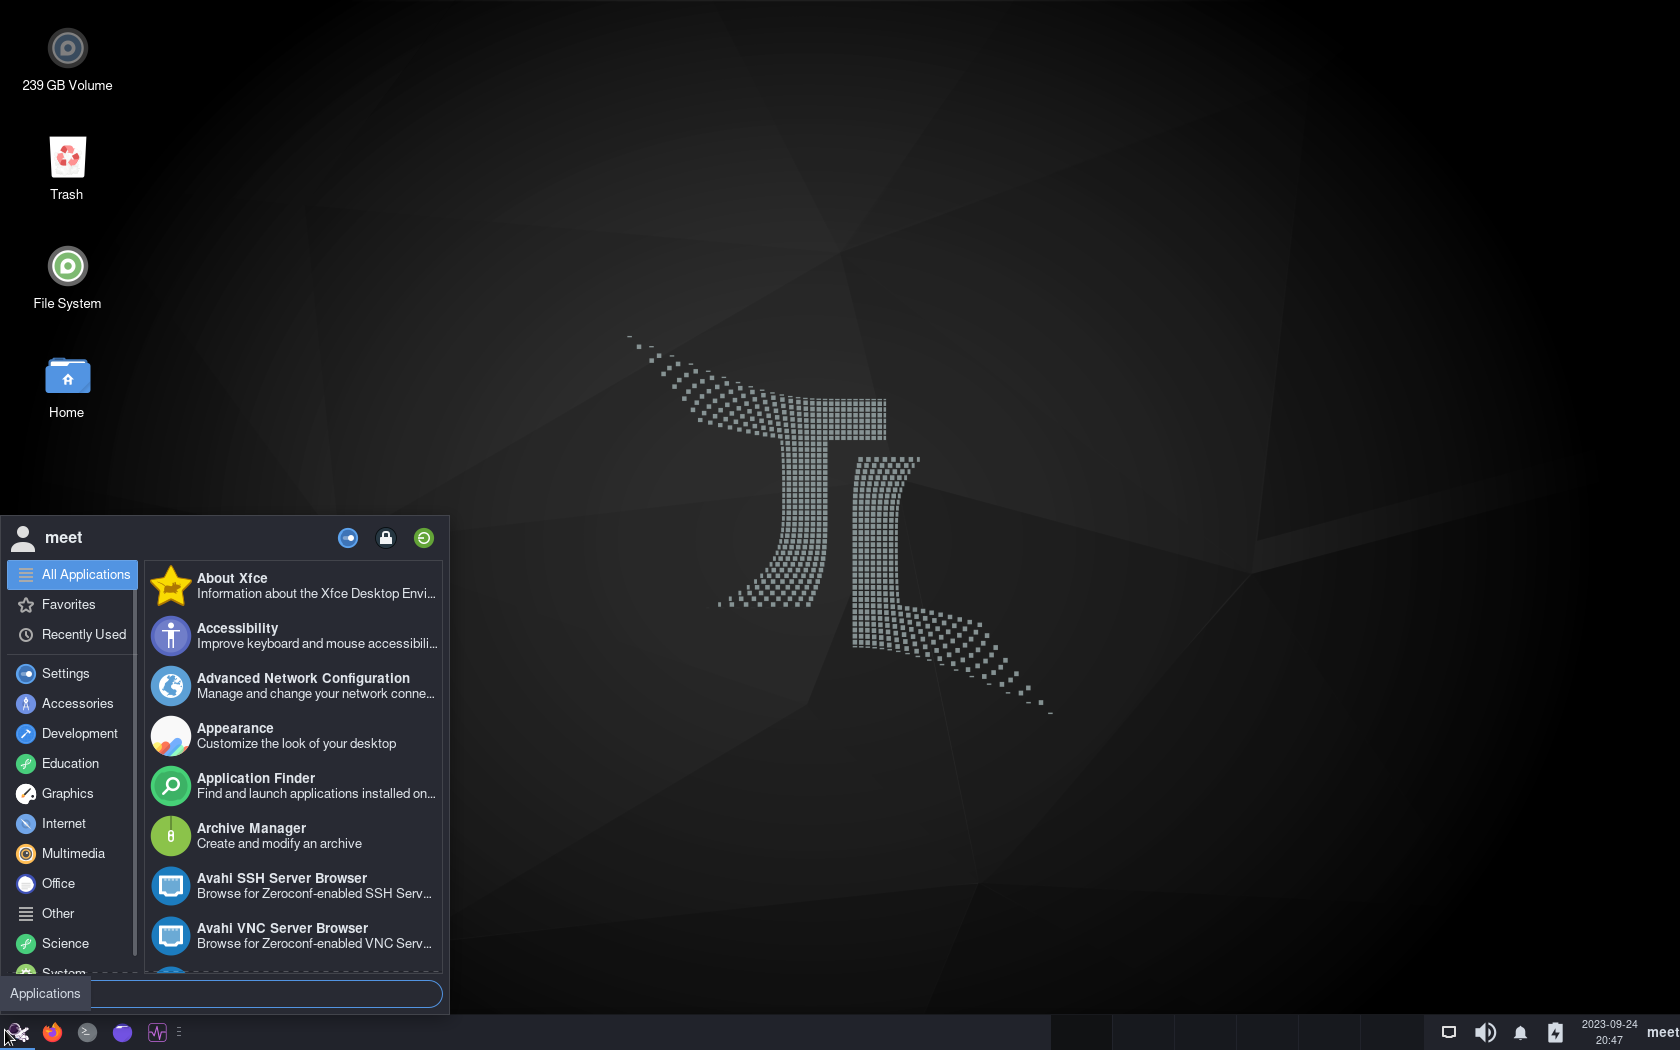 239 GB Volume
Trash
File System
Home
meet
All Applications
Favorites
Recently Used
Settings
Accessories
Development
Education
Graphics
Internet
Multimedia
Office
Other
Science
System
About Xfce
Information about the Xfce Desktop Envi...
Accessibility
Improve keyboard and mouse accessibili...
Advanced Network Configuration
Manage and change your network conne...
Appearance
Customize the look of your desktop
Application Finder
Find and launch applications installed on...
Archive Manager
Create and modify an archive
Avahi SSH Server Browser
Browse for Zeroconf-enabled SSH Serv...
Avahi VNC Server Browser
Browse for Zeroconf-enabled VNC Serv...
Applications
2023-09-24
20:47
meet